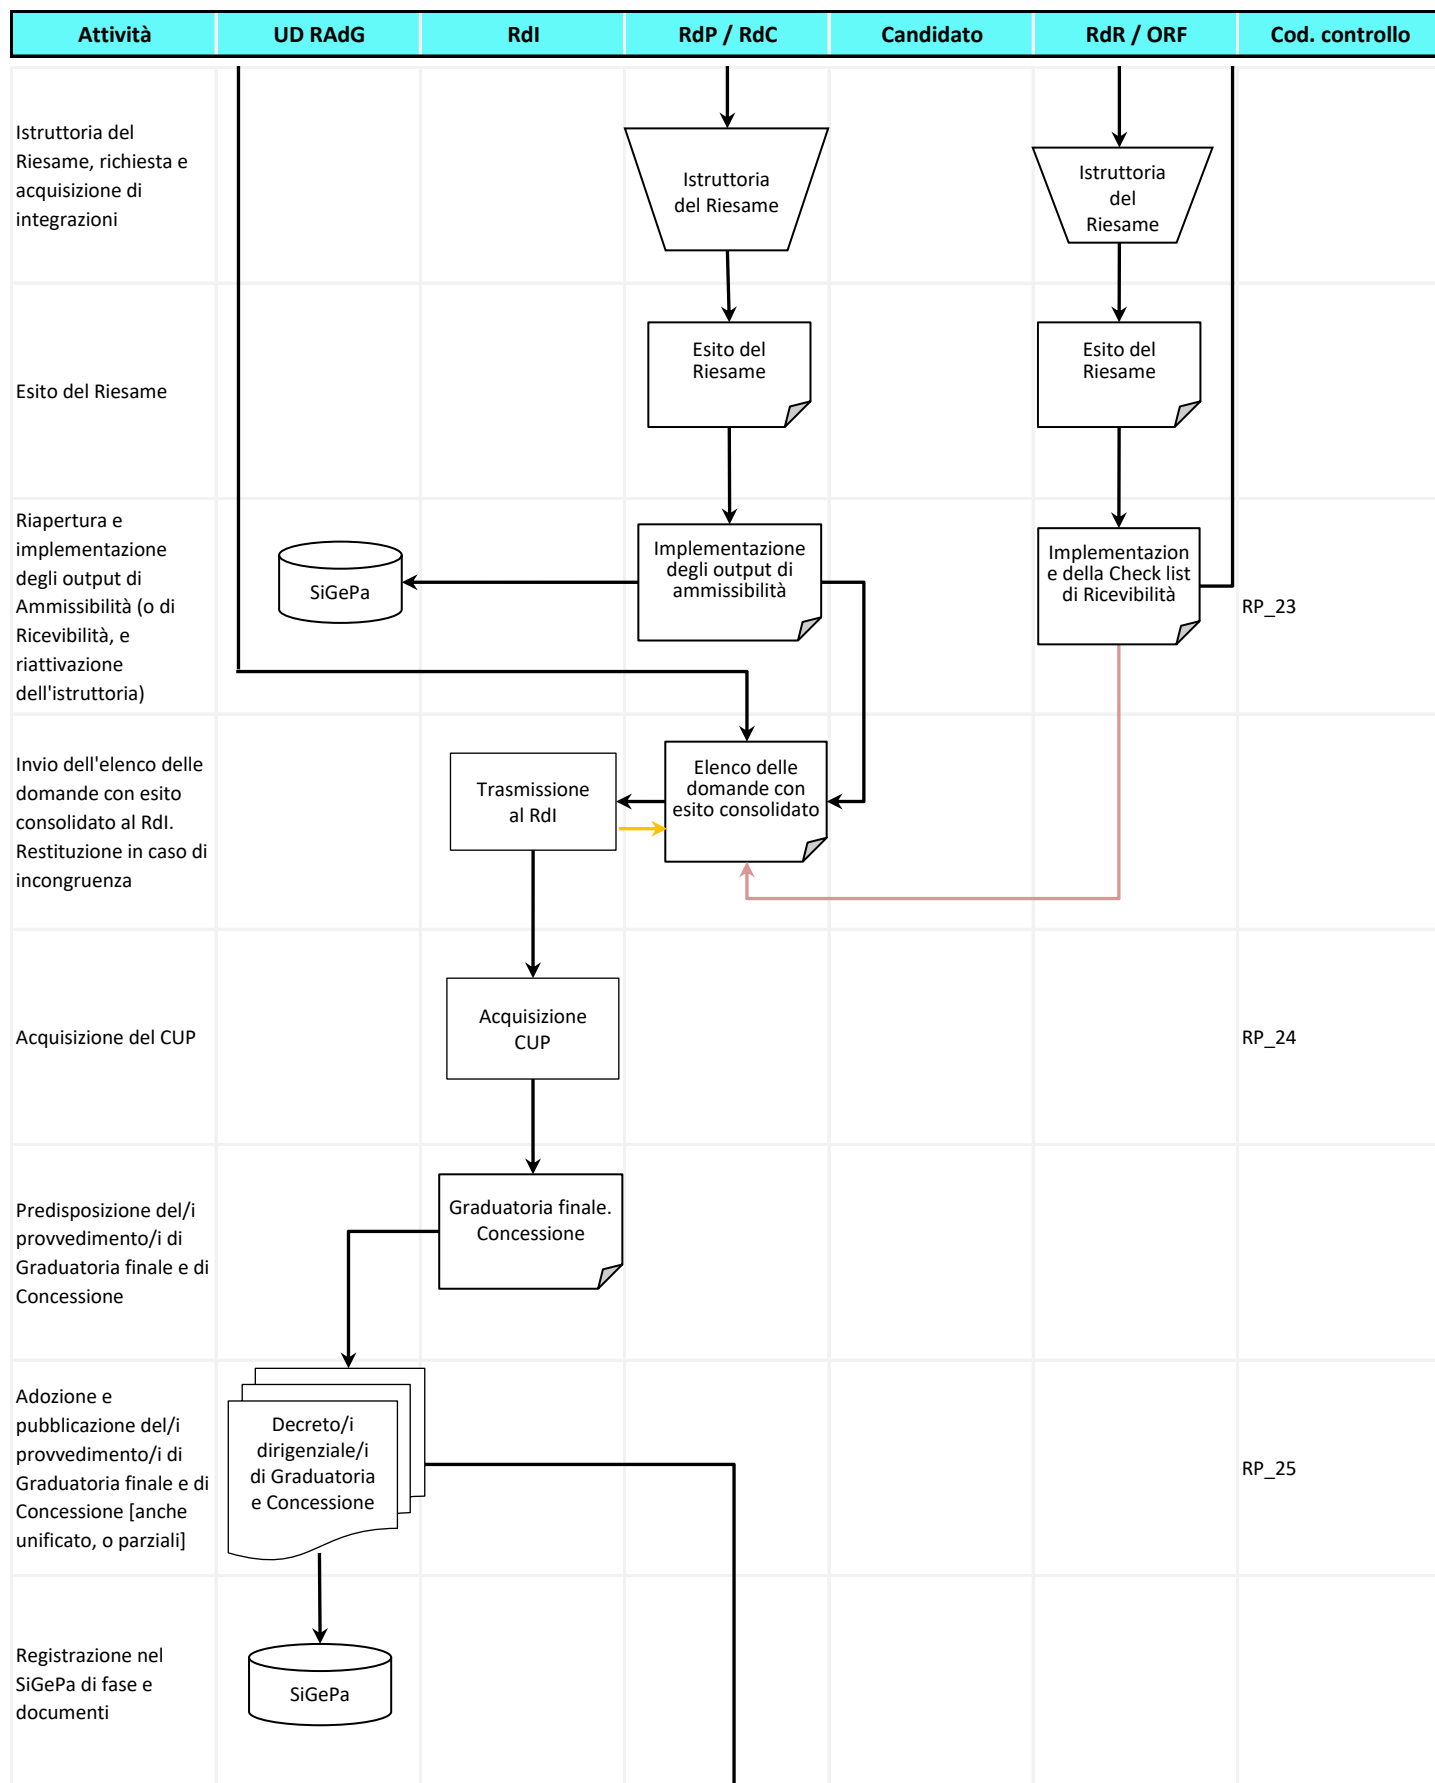 Attività UD RAdG RdI RdP / RdC Candidato RdR / ORF Cod. controllo
Istruttoria del
Riesame, richiesta e
acquisizione di
integrazioni
Istruttoria
del Riesame
Istruttoria
del
Riesame
Esito del Riesame
Esito del
Riesame
Esito del
Riesame
Riapertura e
implementazione
degli output di
Ammissibilità (o di
Ricevibilità, e
riattivazione
dell'istruttoria)
SiGePa
Implementazione
degli output di
ammissibilità
Implementazion
e della Check list
di Ricevibilità
RP_23
Invio dell'elenco delle
domande con esito
consolidato al RdI.
Restituzione in caso di
incongruenza
Trasmissione
al RdI
Elenco delle
domande con
esito consolidato
Acquisizione del CUP
Acquisizione
CUP
RP_24
Predisposizione del/i
provvedimento/i di
Graduatoria finale e di
Concessione
Graduatoria finale.
Concessione
Adozione e
pubblicazione del/i
provvedimento/i di
Graduatoria finale e di
Concessione [anche
unificato, o parziali]
Decreto/i
dirigenziale/i
di Graduatoria
e Concessione
RP_25
Registrazione nel
SiGePa di fase e
documenti
SiGePa